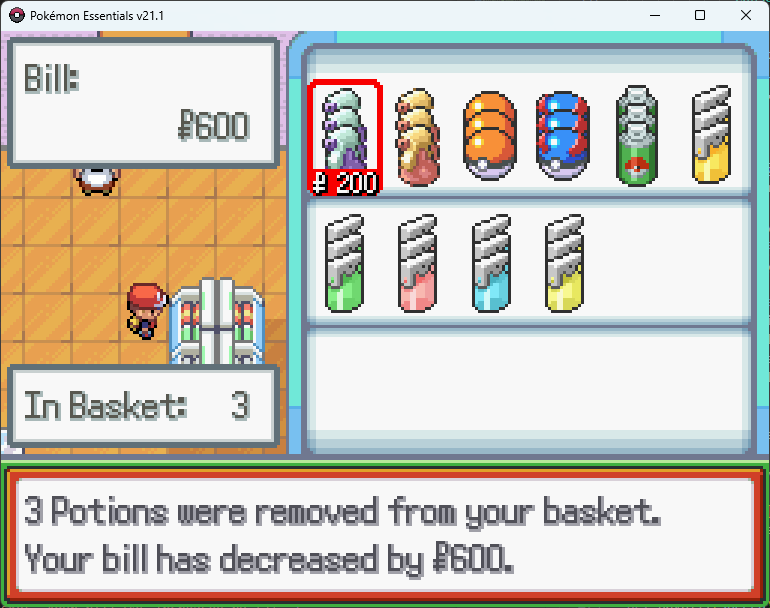 Pokémon Essentials v21.1
Bill:
₽600
₽ 200
In Basket: 3
3 Potions were removed from your basket.
Your bill has decreased by ₽600.